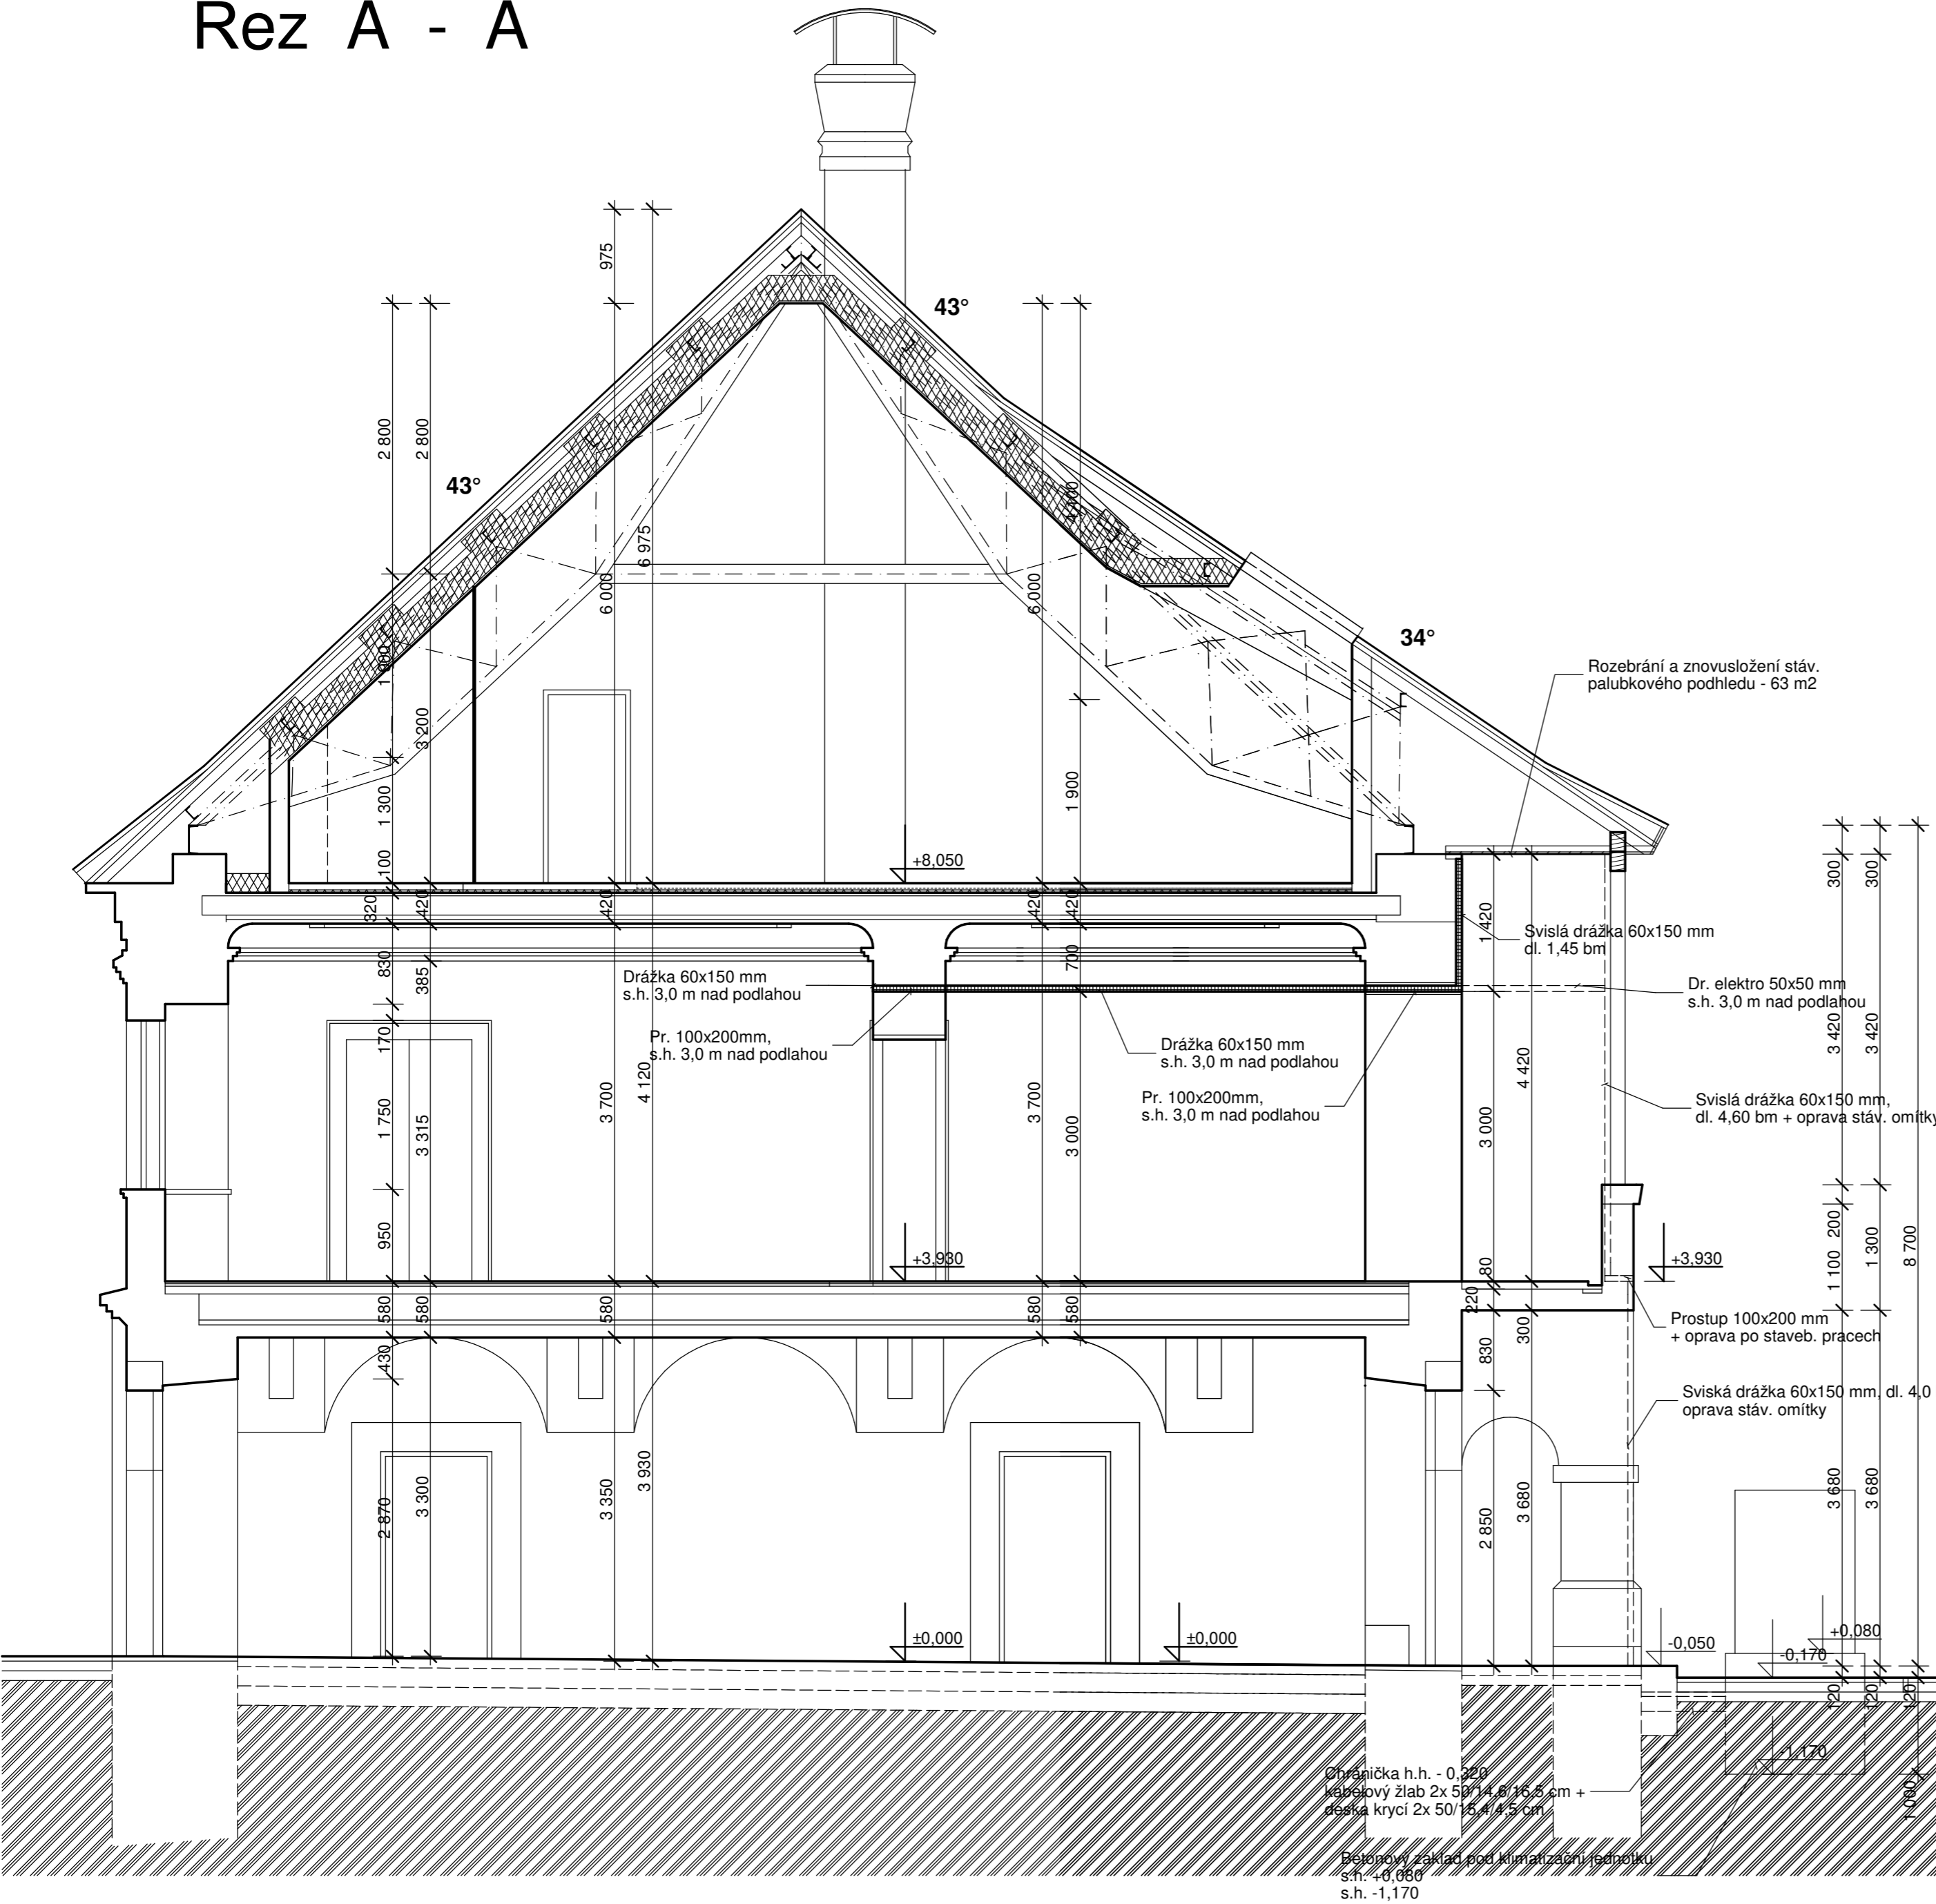 Rez A - A
43°
43°
34°
975
2 800
2 800
6 975
6 000
6 000
1 900
3 200
1 300
1 900
100
320
420
420
420
420
+8,050
Rozebrání a znovusložení stáv.
palubkového podhledu - 63 m2
300
300
1 420
Svislá drážka 60x150 mm
dl. 1,45 bm
830
385
700
Drážka 60x150 mm
s.h. 3,0 m nad podlahou
Dr. elektro 50x50 mm
s.h. 3,0 m nad podlahou
170
Pr. 100x200mm,
s.h. 3,0 m nad podlahou
Drážka 60x150 mm
s.h. 3,0 m nad podlahou
Pr. 100x200mm,
s.h. 3,0 m nad podlahou
4 420
3 420
3 420
1 750
3 315
3 700
4 120
3 700
3 000
3 000
Svislá drážka 60x150 mm,
dl. 4,60 bm + oprava stáv. omítky
950
+3,930
+3,930
80
220
200
1 100
1 300
8 700
580
580
580
580
580
430
830
300
Prostup 100x200 mm
+ oprava po staveb. pracech
Sviská drážka 60x150 mm, dl. 4,0
oprava stáv. omítky
2 870
3 300
3 350
3 930
2 850
3 680
3 680
3 680
±0,000
±0,000
-0,050
+0,080
-0,170
120
120
120
-1,170
1 000
Chránička h.h. - 0,320
kabelový žlab 2x 50/14,6/16,5 cm +
deska krycí 2x 50/15,4/4,5 cm
Betonový základ pod klimatizační jednotku
s.h. +0,080
s.h. -1,170